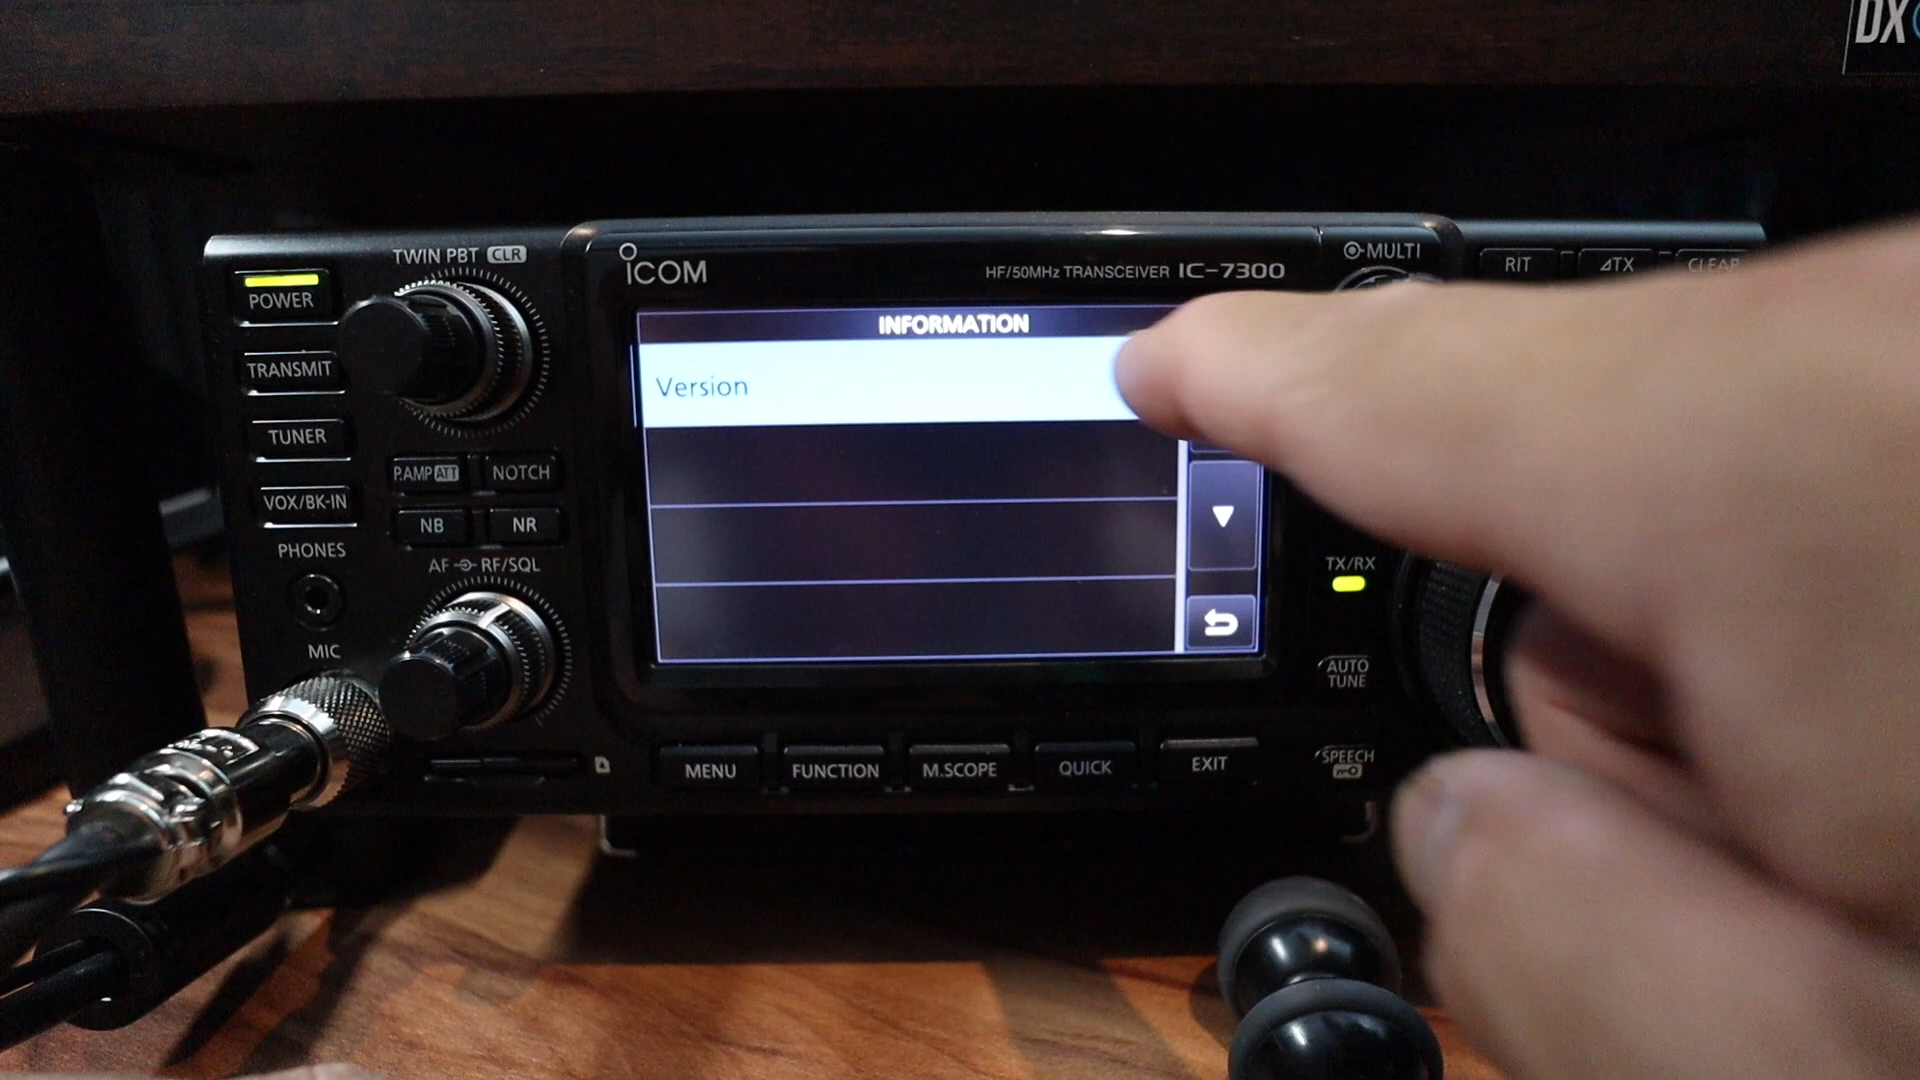 DX
TWIN PBT CLR
ICOM
HF/50MHz TRANSCEIVER IC-7300
MULTI
RIT
⊿TX
CLEAR
POWER
INFORMATION
TRANSMIT
Version
TUNER
P.AMP ATT
NOTCH
VOX/BK-IN
NB
NR
PHONES
AF RF/SQL
TX/RX
MIC
AUTO
TUNE
SPEECH
MENU
FUNCTION
M.SCOPE
QUICK
EXIT